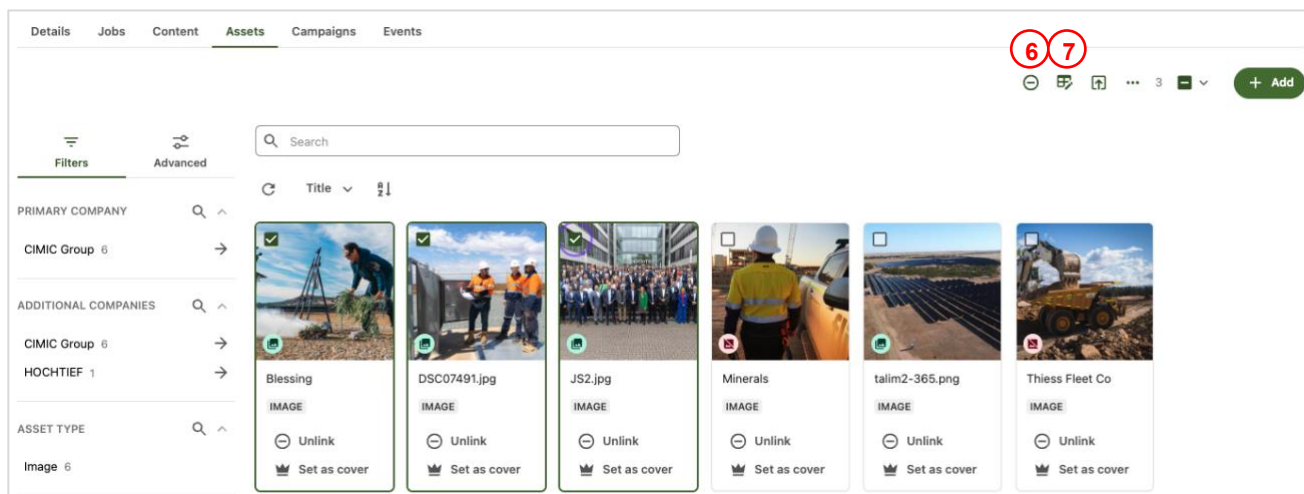 Details Jobs Content Assets Campaigns Events
6 7
3 + Add
Search
Filters Advanced
Title
PRIMARY COMPANY
CIMIC Group 6
ADDITIONAL COMPANIES
CIMIC Group 6
HOCHTIEF 1
ASSET TYPE
Image 6
Blessing DSC07491.jpg JS2.jpg Minerals talim2-365.png Thiess Fleet Co
IMAGE IMAGE IMAGE IMAGE IMAGE IMAGE
Unlink Unlink Unlink Unlink Unlink Unlink
Set as cover Set as cover Set as cover Set as cover Set as cover Set as cover